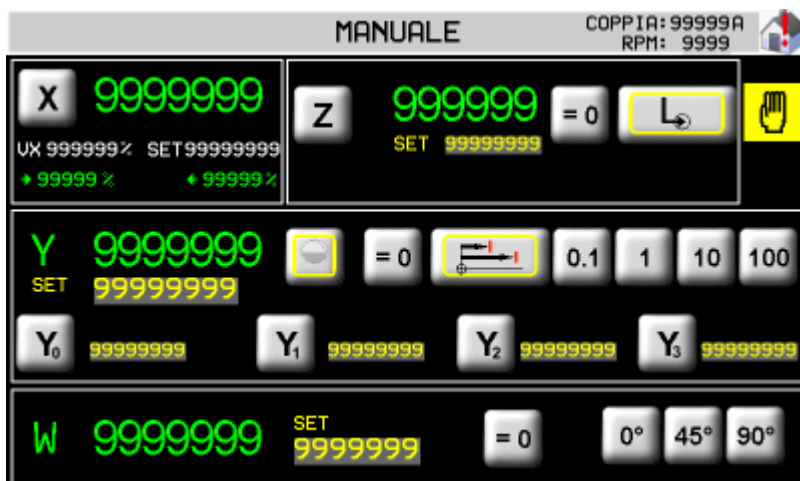 MANUALE
COPPIA:99999A
RPM: 9999
X 9999999
VX 999999% SET99999999
→ 99999% ← 99999%
Z 999999 = 0
SET 99999999
Y 9999999 = 0 0.1 1 10 100
SET 99999999
Y₀ 99999999 Y₁ 99999999 Y₂ 99999999 Y₃ 99999999
W 9999999 SET 9999999 = 0 0° 45° 90°